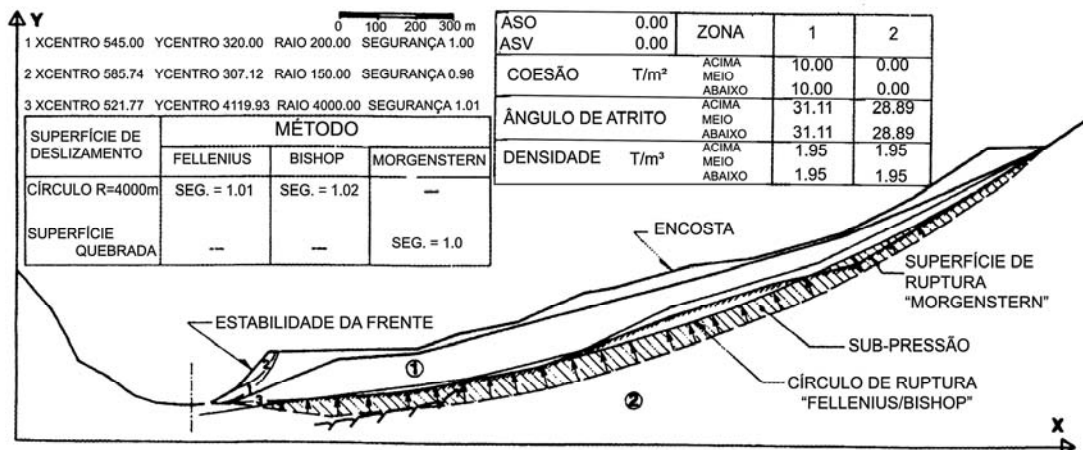 Y
0 100 200 300 m
1 XCENTRO 545.00 YCENTRO 320.00 RAIO 200.00 SEGURANÇA 1.00
2 XCENTRO 585.74 YCENTRO 307.12 RAIO 150.00 SEGURANÇA 0.98
3 XCENTRO 521.77 YCENTRO 4119.93 RAIO 4000.00 SEGURANÇA 1.01
SUPERFÍCIE DE DESLIZAMENTO
MÉTODO
FELLENIUS BISHOP MORGENSTERN
CÍRCULO R=4000m SEG. = 1.01 SEG. = 1.02 —
SUPERFÍCIE
QUEBRADA --- --- SEG. = 1.0
ASO 0.00
ASV 0.00
ZONA 1 2
COESÃO T/m²
ACIMA 10.00 0.00
MEIO
ABAIXO 10.00 0.00
ÂNGULO DE ATRITO
ACIMA 31.11 28.89
MEIO
ABAIXO 31.11 28.89
DENSIDADE T/m³
ACIMA 1.95 1.95
MEIO
ABAIXO 1.95 1.95
ENCOSTA
SUPERFÍCIE DE
RUPTURA
“MORGENSTERN”
ESTABILIDADE DA FRENTE
SUB-PRESSÃO
CÍRCULO DE RUPTURA
“FELLENIUS/BISHOP”
2
1
3
1
2
X